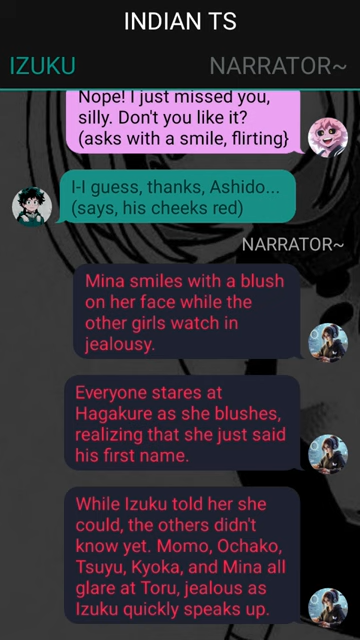 INDIAN TS
IZUKU NARRATOR~
Nope! I just missed you,
silly. Don't you like it?
(asks with a smile, flirting}
I-I guess, thanks, Ashido...
(says, his cheeks red)
NARRATOR~
Mina smiles with a blush
on her face while the
other girls watch in
jealousy.
Everyone stares at
Hagakure as she blushes,
realizing that she just said
his first name.
While Izuku told her she
could, the others didn't
know yet. Momo, Ochako,
Tsuyu, Kyoka, and Mina all
glare at Toru, jealous as
Izuku quickly speaks up.